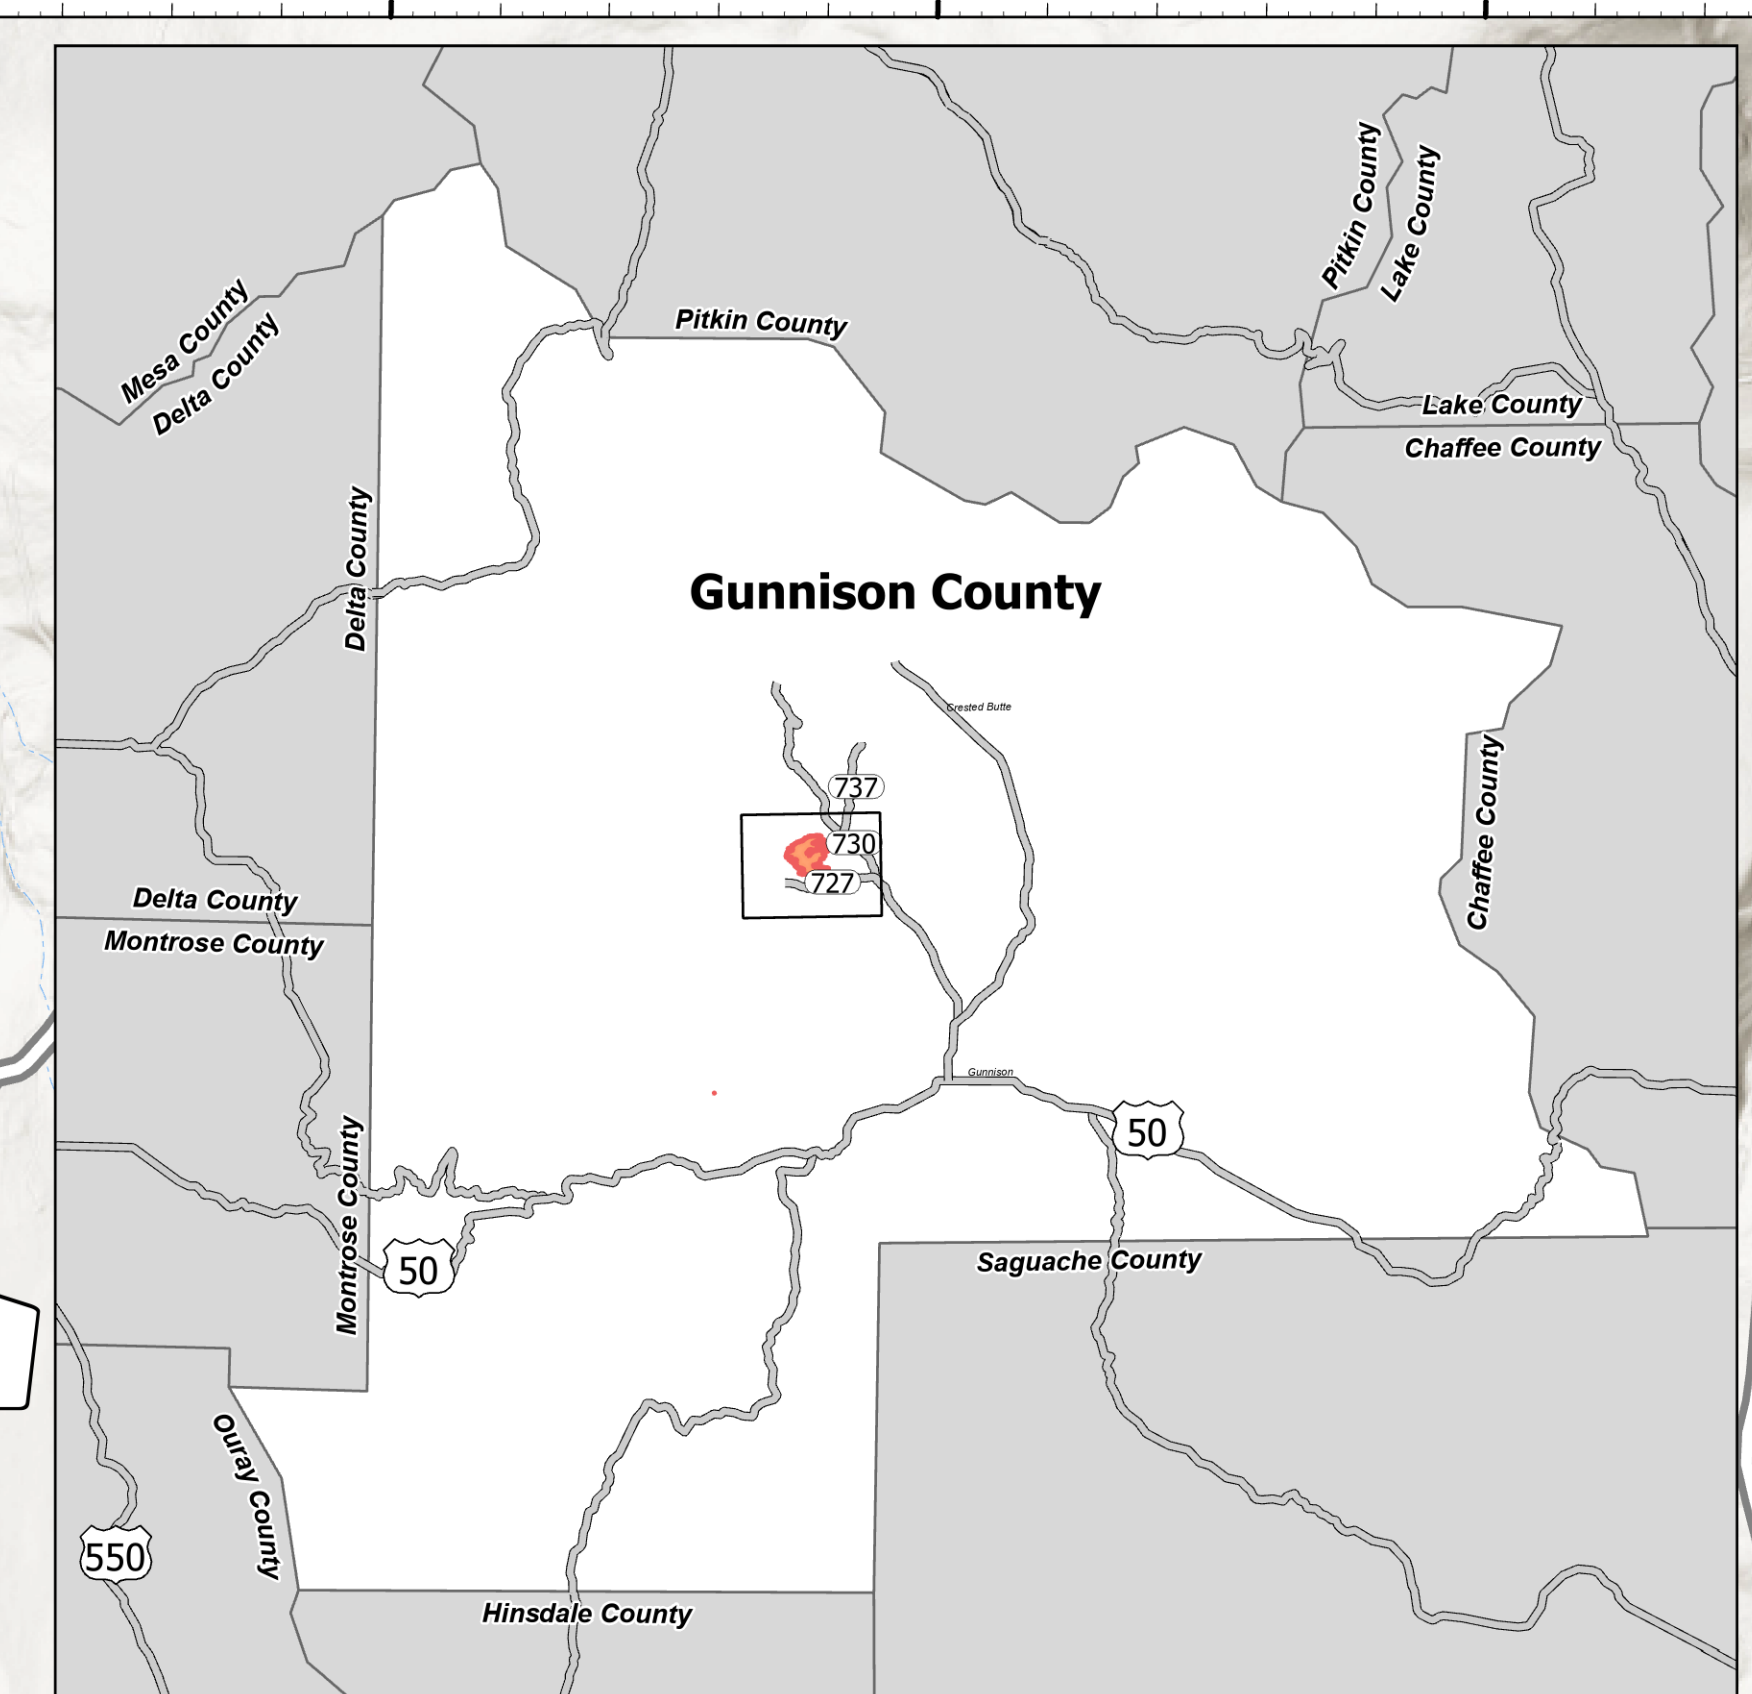 Pitkin County
Lake County
Mesa County
Delta County
Pitkin County
Lake County
Chaffee County
Delta County
Gunnison County
Crested Butte
Chaffee County
737
730
727
Delta County
Montrose County
Gunnison
50
Montrose County
50
Saguache County
Ouray County
550
Hinsdale County